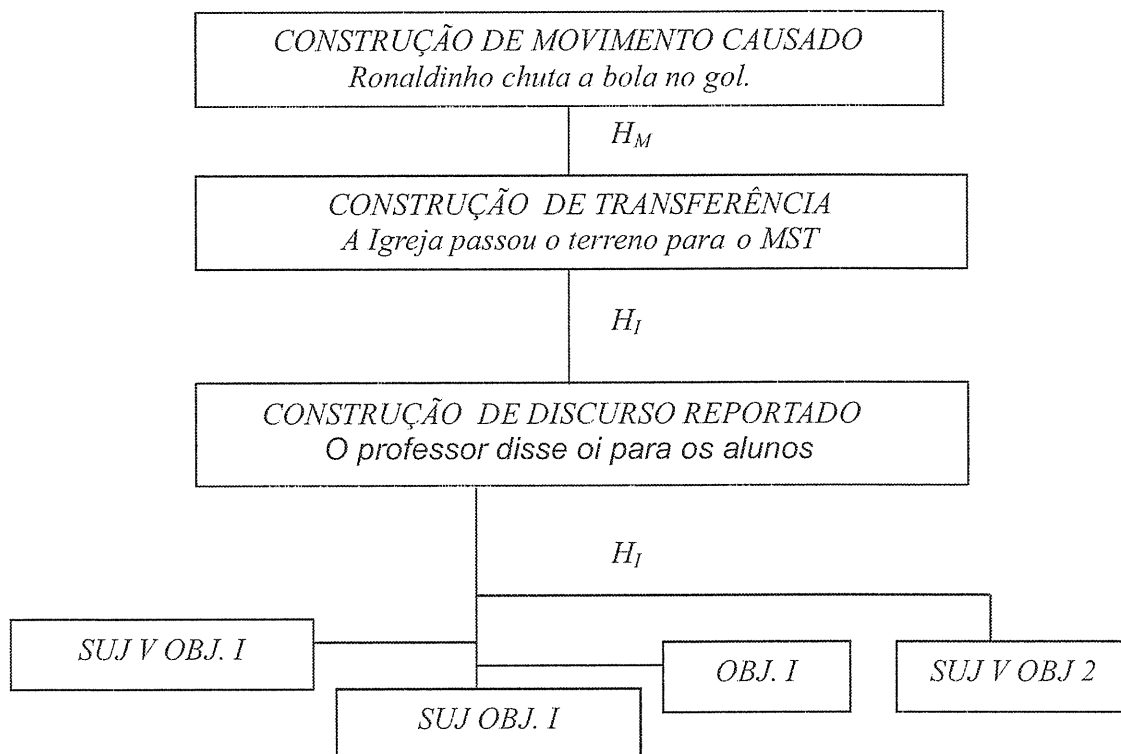 CONSTRUÇÃO DE MOVIMENTO CAUSADO
Ronaldinho chuta a bola no gol.
H_M
CONSTRUÇÃO DE TRANSFERÊNCIA
A Igreja passou o terreno para o MST
H_I
CONSTRUÇÃO DE DISCURSO REPORTADO
O professor disse oi para os alunos
H_I
SUJ V OBJ. I
OBJ. I
SUJ V OBJ 2
SUJ OBJ. I